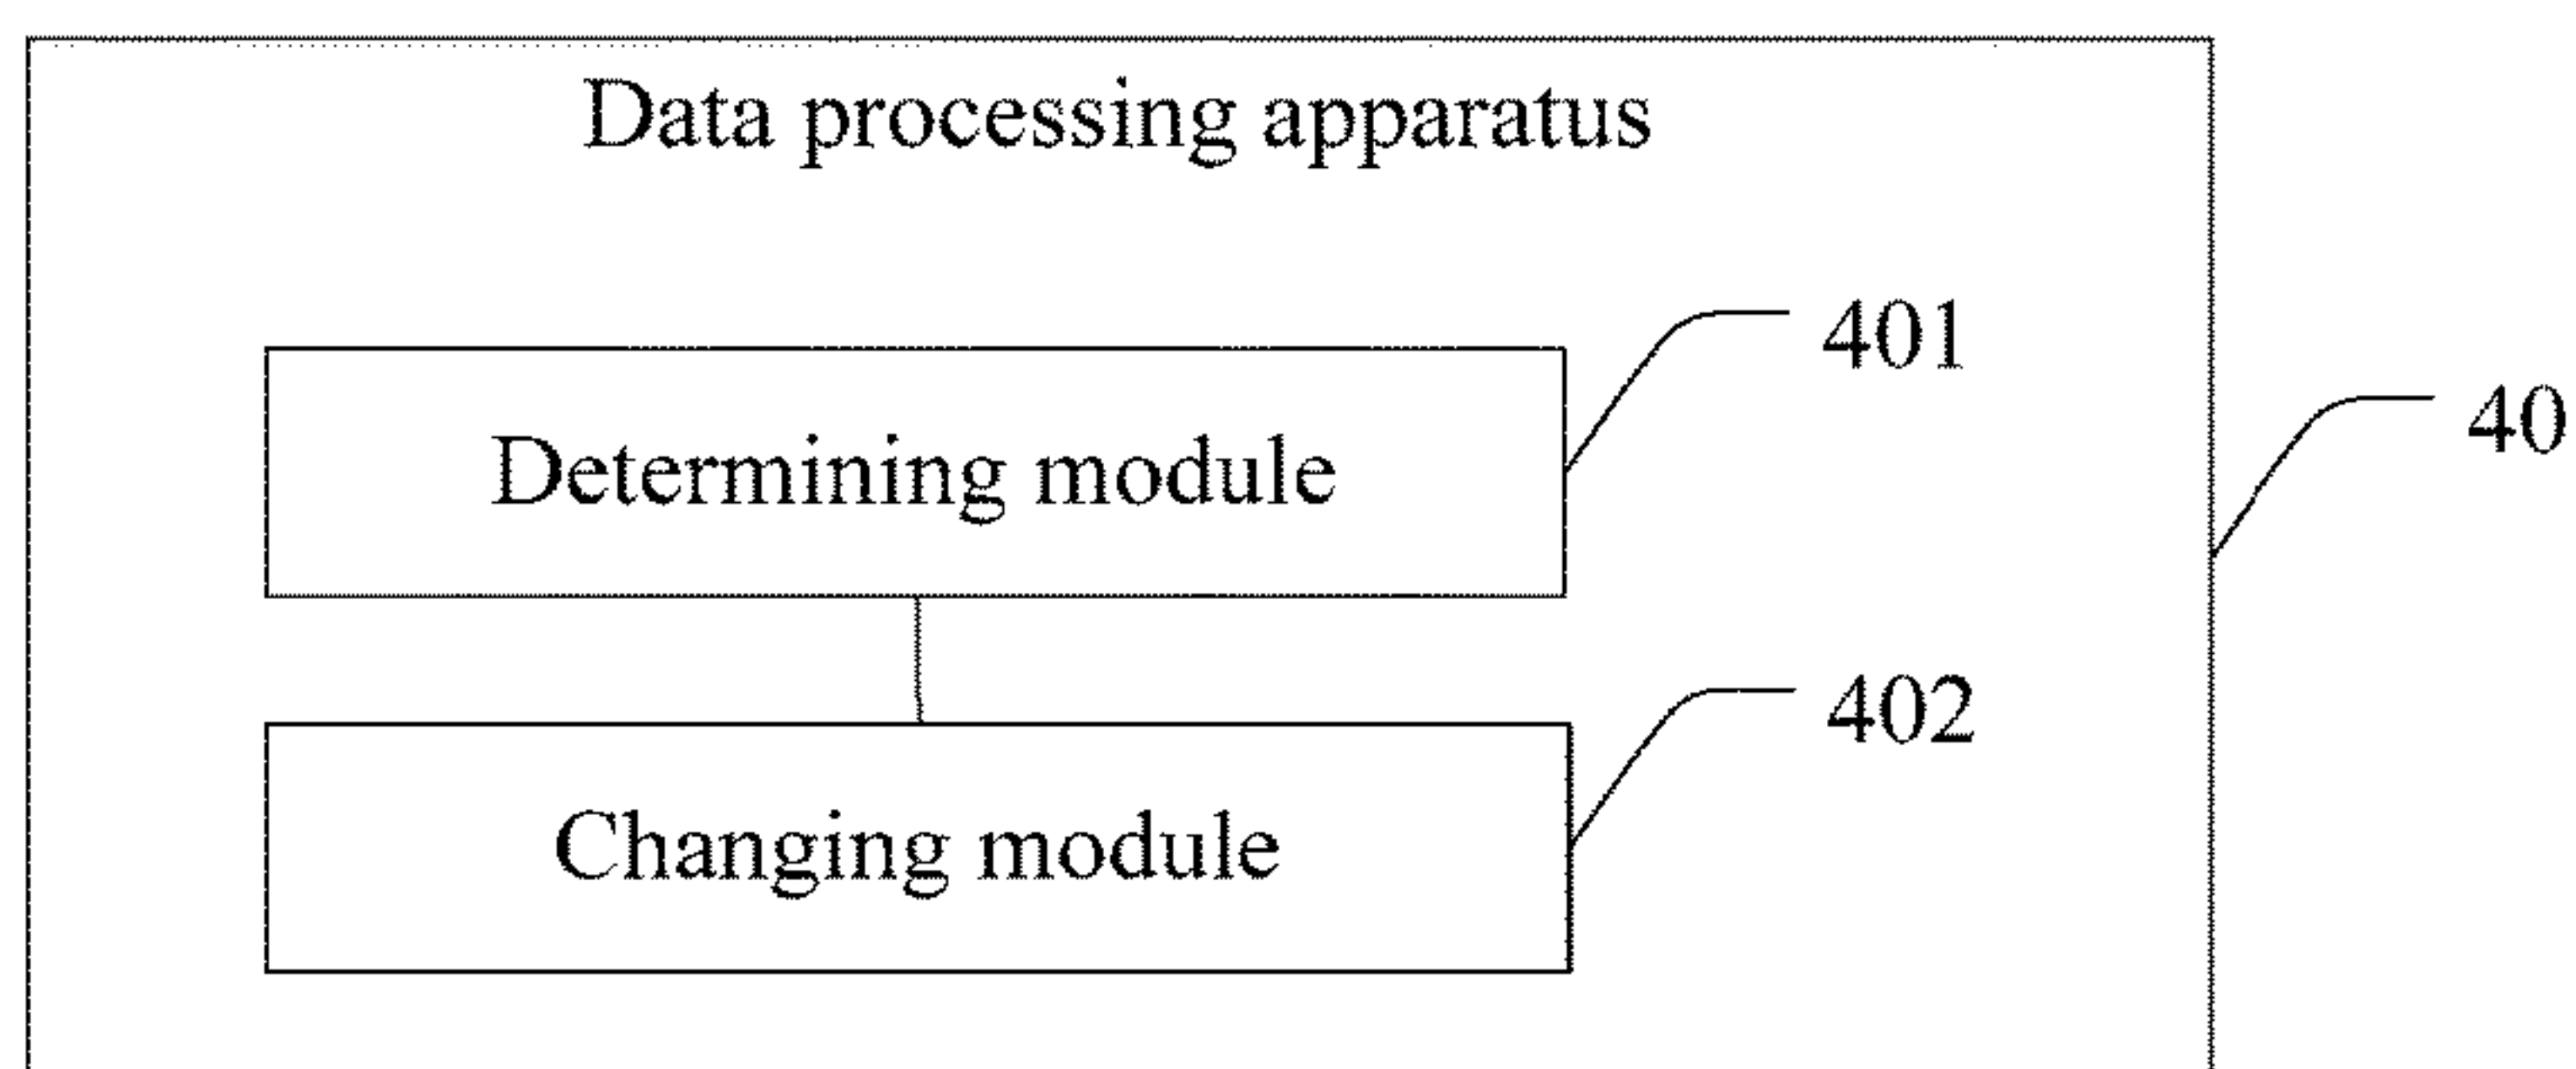 Data processing apparatus
401
40
Determining module
402
Changing module